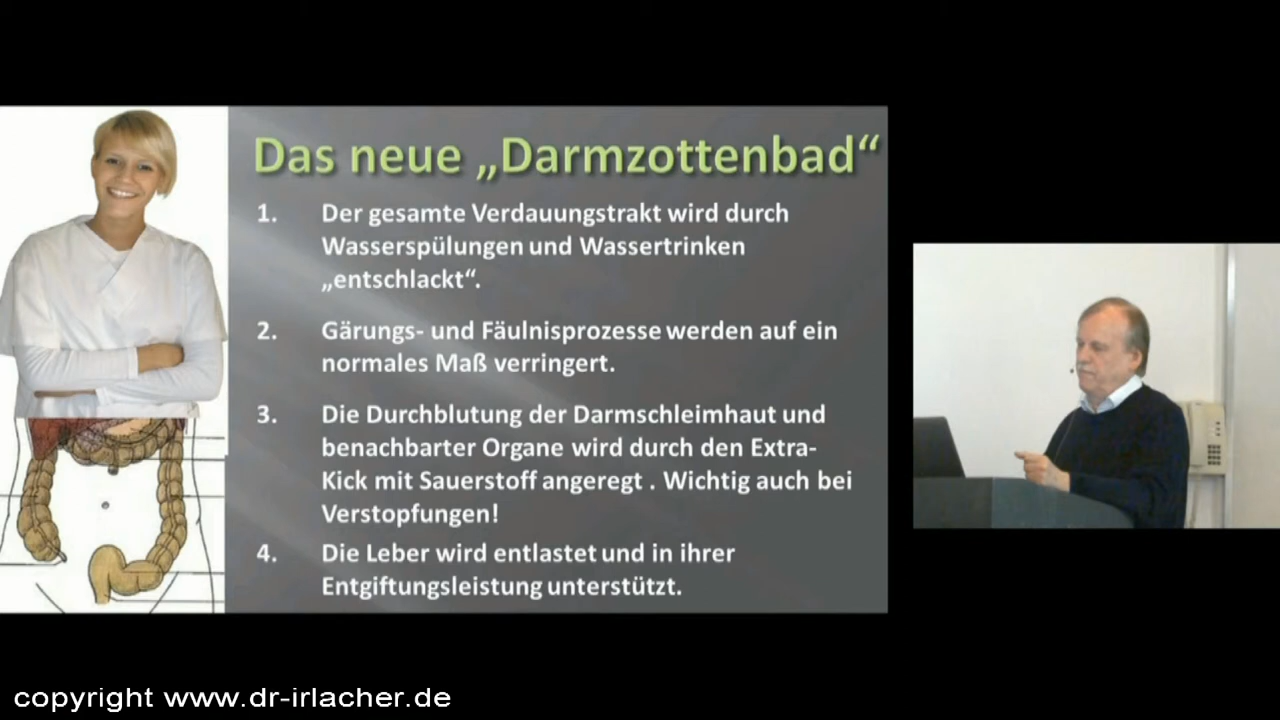 Das neue „Darmzottenbad“
1. Der gesamte Verdauungstrakt wird durch
Wasserspülungen und Wassertrinken
„entschlackt“.
2. Gärungs- und Fäulnisprozesse werden auf ein
normales Maß verringert.
3. Die Durchblutung der Darmschleimhaut und
benachbarter Organe wird durch den Extra-
Kick mit Sauerstoff angeregt . Wichtig auch bei
Verstopfungen!
4. Die Leber wird entlastet und in ihrer
Entgiftungsleistung unterstützt.
copyright www.dr-irlacher.de